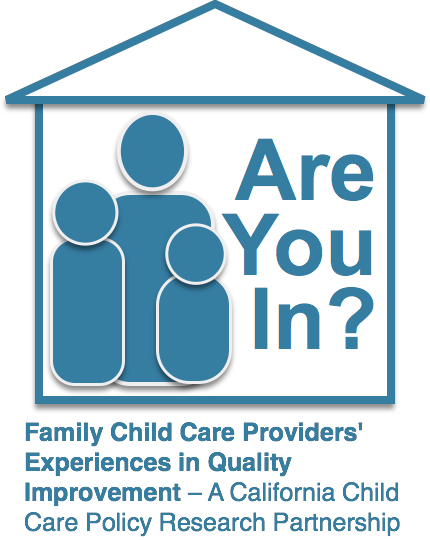 Are
You
In?
Family Child Care Providers'
Experiences in Quality
Improvement – A California Child
Care Policy Research Partnership